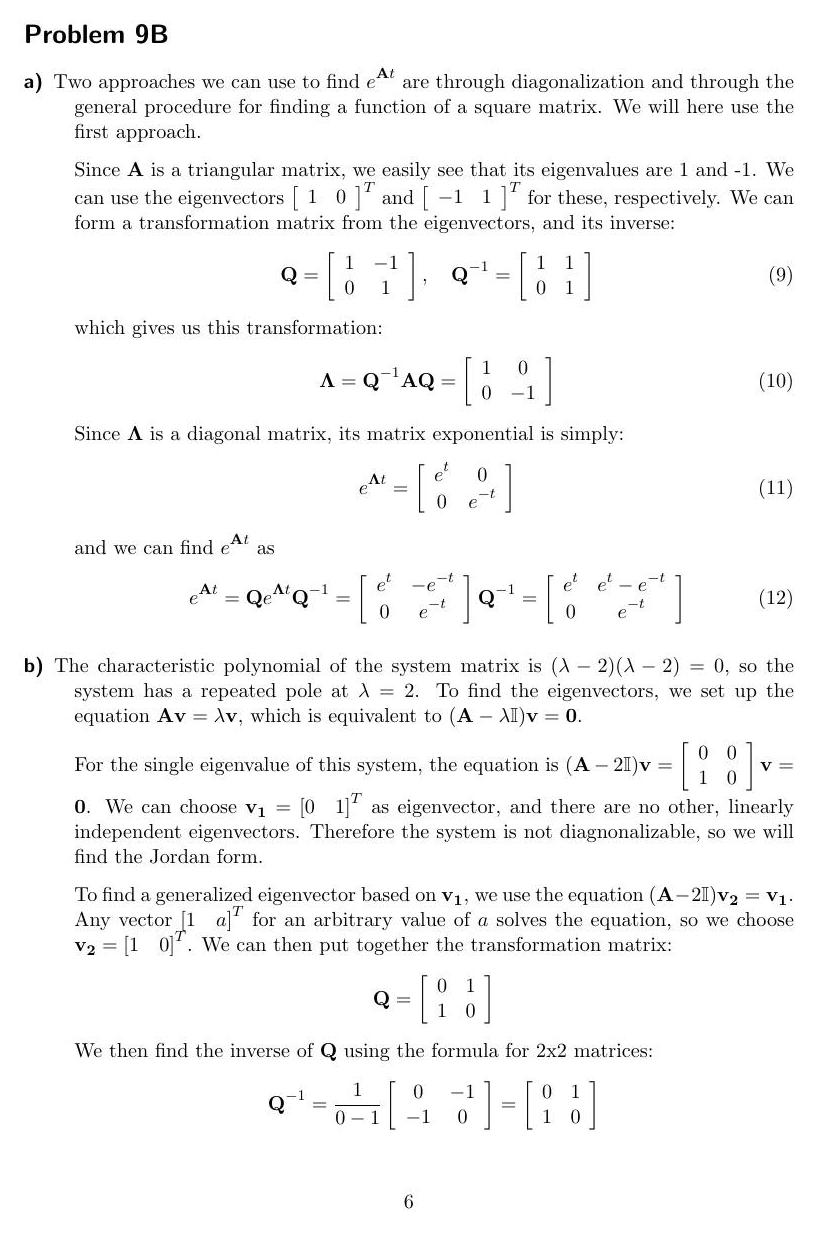 Problem 9B
a) Two approaches we can use to find e^{𝐀t} are through diagonalization and through the
general procedure for finding a function of a square matrix. We will here use the
first approach.
Since 𝐀 is a triangular matrix, we easily see that its eigenvalues are 1 and -1. We
can use the eigenvectors [ 1 0 ]^T and [ −1 1 ]^T for these, respectively. We can
form a transformation matrix from the eigenvectors, and its inverse:
𝐐 = [ 1 −1 ; 0 1 ], 𝐐^{−1} = [ 1 1 ; 0 1 ] (9)
which gives us this transformation:
𝚲 = 𝐐^{−1}𝐀𝐐 = [ 1 0 ; 0 −1 ] (10)
Since 𝚲 is a diagonal matrix, its matrix exponential is simply:
e^{𝚲t} = [ e^t 0 ; 0 e^{−t} ] (11)
and we can find e^{𝐀t} as
e^{𝐀t} = 𝐐e^{𝚲t}𝐐^{−1} = [ e^t -e^{−t} ; 0 e^{−t} ] 𝐐^{−1} = [ e^t e^t − e^{−t} ; 0 e^{−t} ] (12)
b) The characteristic polynomial of the system matrix is (λ − 2)(λ − 2) = 0, so the
system has a repeated pole at λ = 2. To find the eigenvectors, we set up the
equation 𝐀𝐯 = λ𝐯, which is equivalent to (𝐀 − λ𝕀)𝐯 = 𝟎.
For the single eigenvalue of this system, the equation is (𝐀 − 2𝕀)𝐯 = [ 0 0 ; 1 0 ] 𝐯 =
𝟎. We can choose 𝐯₁ = [0 1]^T as eigenvector, and there are no other, linearly
independent eigenvectors. Therefore the system is not diagnonalizable, so we will
find the Jordan form.
To find a generalized eigenvector based on 𝐯₁, we use the equation (𝐀−2𝕀)𝐯₂ = 𝐯₁.
Any vector [1 a]^T for an arbitrary value of a solves the equation, so we choose
𝐯₂ = [1 0]^T. We can then put together the transformation matrix:
𝐐 = [ 0 1 ; 1 0 ]
We then find the inverse of 𝐐 using the formula for 2x2 matrices:
𝐐^{−1} = 1/(0 − 1) [ 0 −1 ; −1 0 ] = [ 0 1 ; 1 0 ]
6